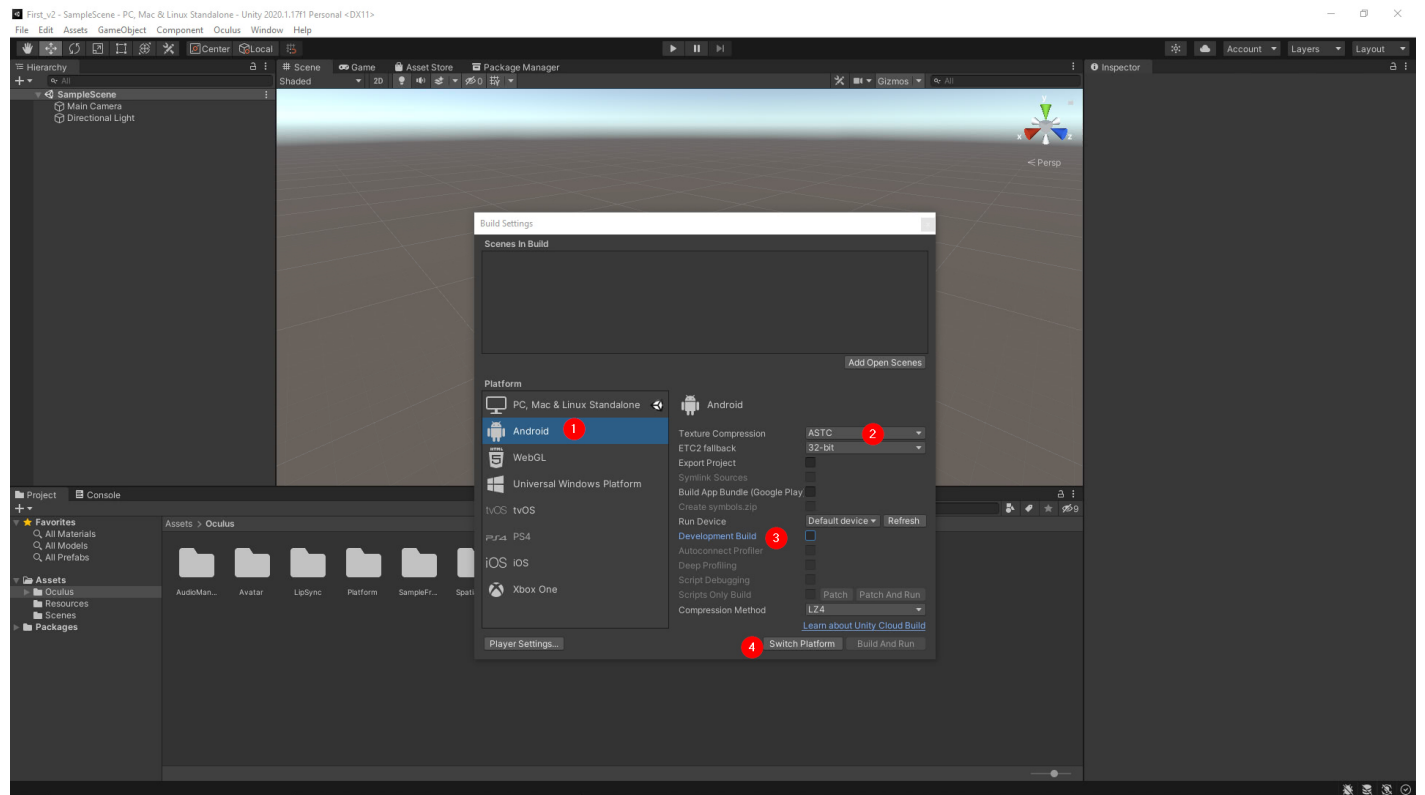 First_v2 - SampleScene - PC, Mac & Linux Standalone - Unity 2020.1.17f1 Personal <DX11>
File Edit Assets GameObject Component Oculus Window Help
Center Local
Account Layers Layout
Hierarchy
All
SampleScene
Main Camera
Directional Light
Scene Game Asset Store Package Manager
Shaded 2D 0 Gizmos All
y
x z
Persp
Inspector
Build Settings
Scenes In Build
Add Open Scenes
Platform
PC, Mac & Linux Standalone
Android 1
HTML 5 WebGL
Universal Windows Platform
tvOS tvOS
PS4 PS4
iOS iOS
Xbox One
Android
Texture Compression ASTC 2
ETC2 fallback 32-bit
Export Project
Symlink Sources
Build App Bundle (Google Play
Create symbols.zip
Run Device Default device Refresh
Development Build 3
Autoconnect Profiler
Deep Profiling
Script Debugging
Scripts Only Build Patch Patch And Run
Compression Method LZ4
Learn about Unity Cloud Build
Player Settings... 4 Switch Platform Build And Run
Project Console
9
Favorites
All Materials
All Models
All Prefabs
Assets
Oculus
Resources
Scenes
Packages
Assets > Oculus
AudioMan... Avatar LipSync Platform SampleFr... Spati